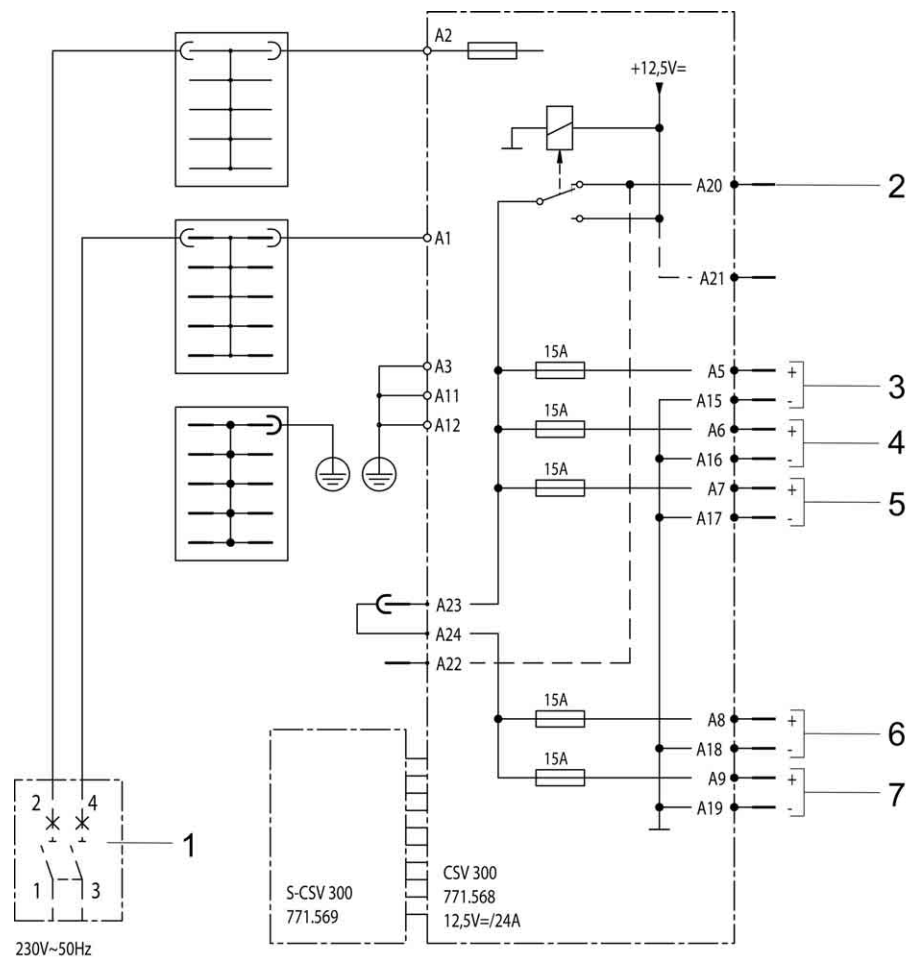 A2
+12,5V=
A20
2
A1
A21
15A
A3
A5
+
3
A11
A15
-
15A
A12
A6
+
4
A16
-
15A
A7
+
5
A17
-
A23
A24
A22
15A
A8
+
6
A18
-
15A
A9
+
7
A19
-
2 4
1
1 3
S-CSV 300
771.569
CSV 300
771.568
12,5V=/24A
230V~50Hz